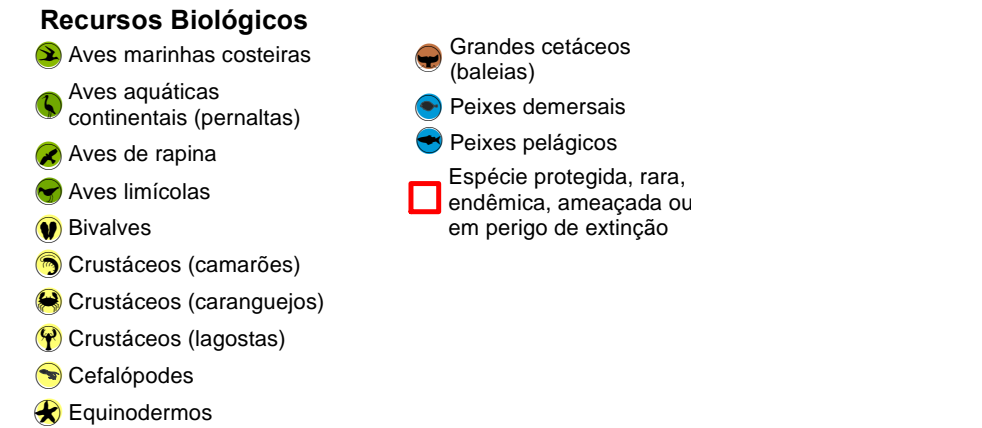 Recursos Biológicos
Aves marinhas costeiras
Aves aquáticas
continentais (pernaltas)
Aves de rapina
Aves limícolas
Bivalves
Crustáceos (camarões)
Crustáceos (caranguejos)
Crustáceos (lagostas)
Cefalópodes
Equinodermos
Grandes cetáceos
(baleias)
Peixes demersais
Peixes pelágicos
Espécie protegida, rara,
endêmica, ameaçada ou
em perigo de extinção